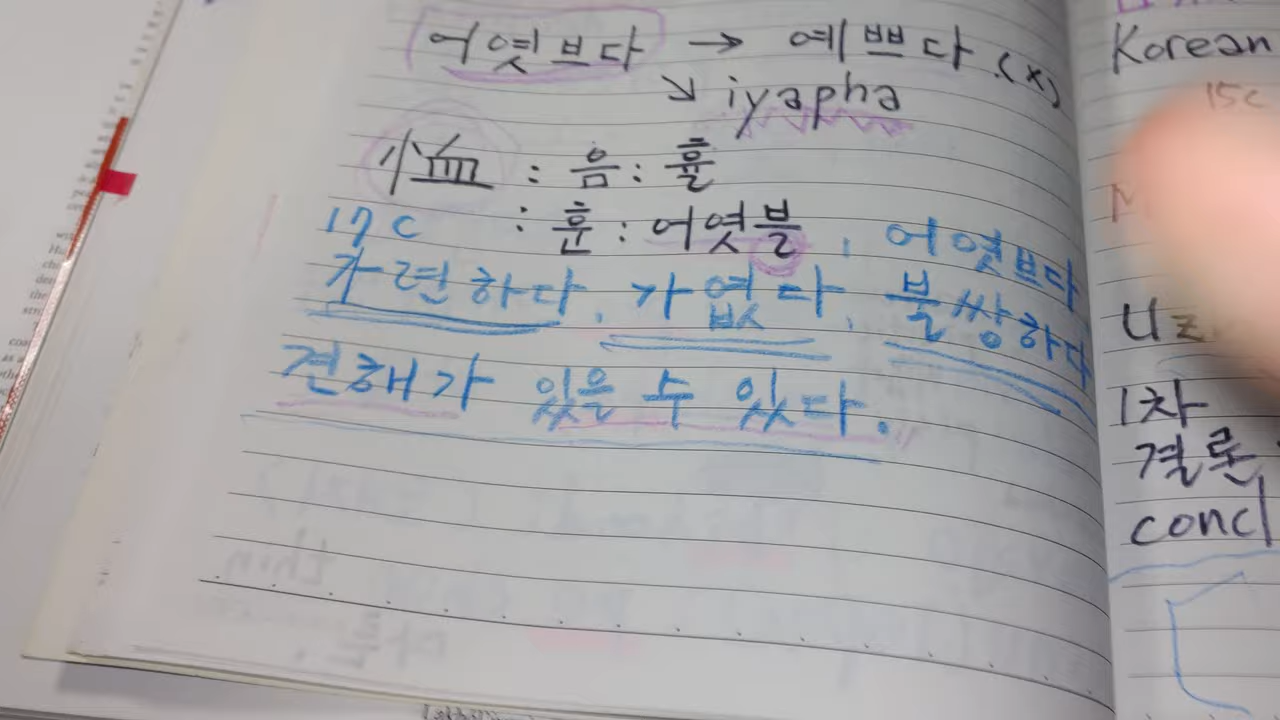 어엿브다 → 예쁘다 .(x)
↘ iyapha
恤 : 음 : 휼
17c : 훈 : 어엿블 , 어엿브다
가련하다, 가엾다, 불쌍하다
견해가 있을 수 있다.
Korean
15c
1차
결론